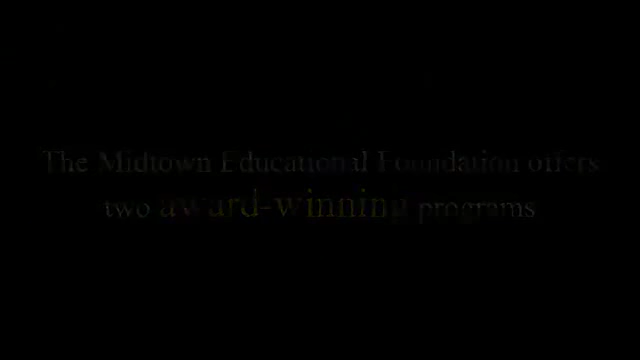 The Midtown Educational Foundation offers
two award-winning programs